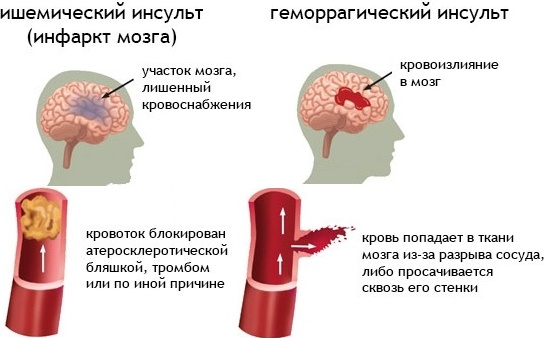 ишемический инсульт
(инфаркт мозга)
геморрагический инсульт
участок мозга,
лишенный
кровоснабжения
кровоизлияние
в мозг
кровоток блокирован
атеросклеротической
бляшкой, тромбом
или по иной причине
кровь попадает в ткани
мозга из-за разрыва сосуда,
либо просачивается
сквозь его стенки